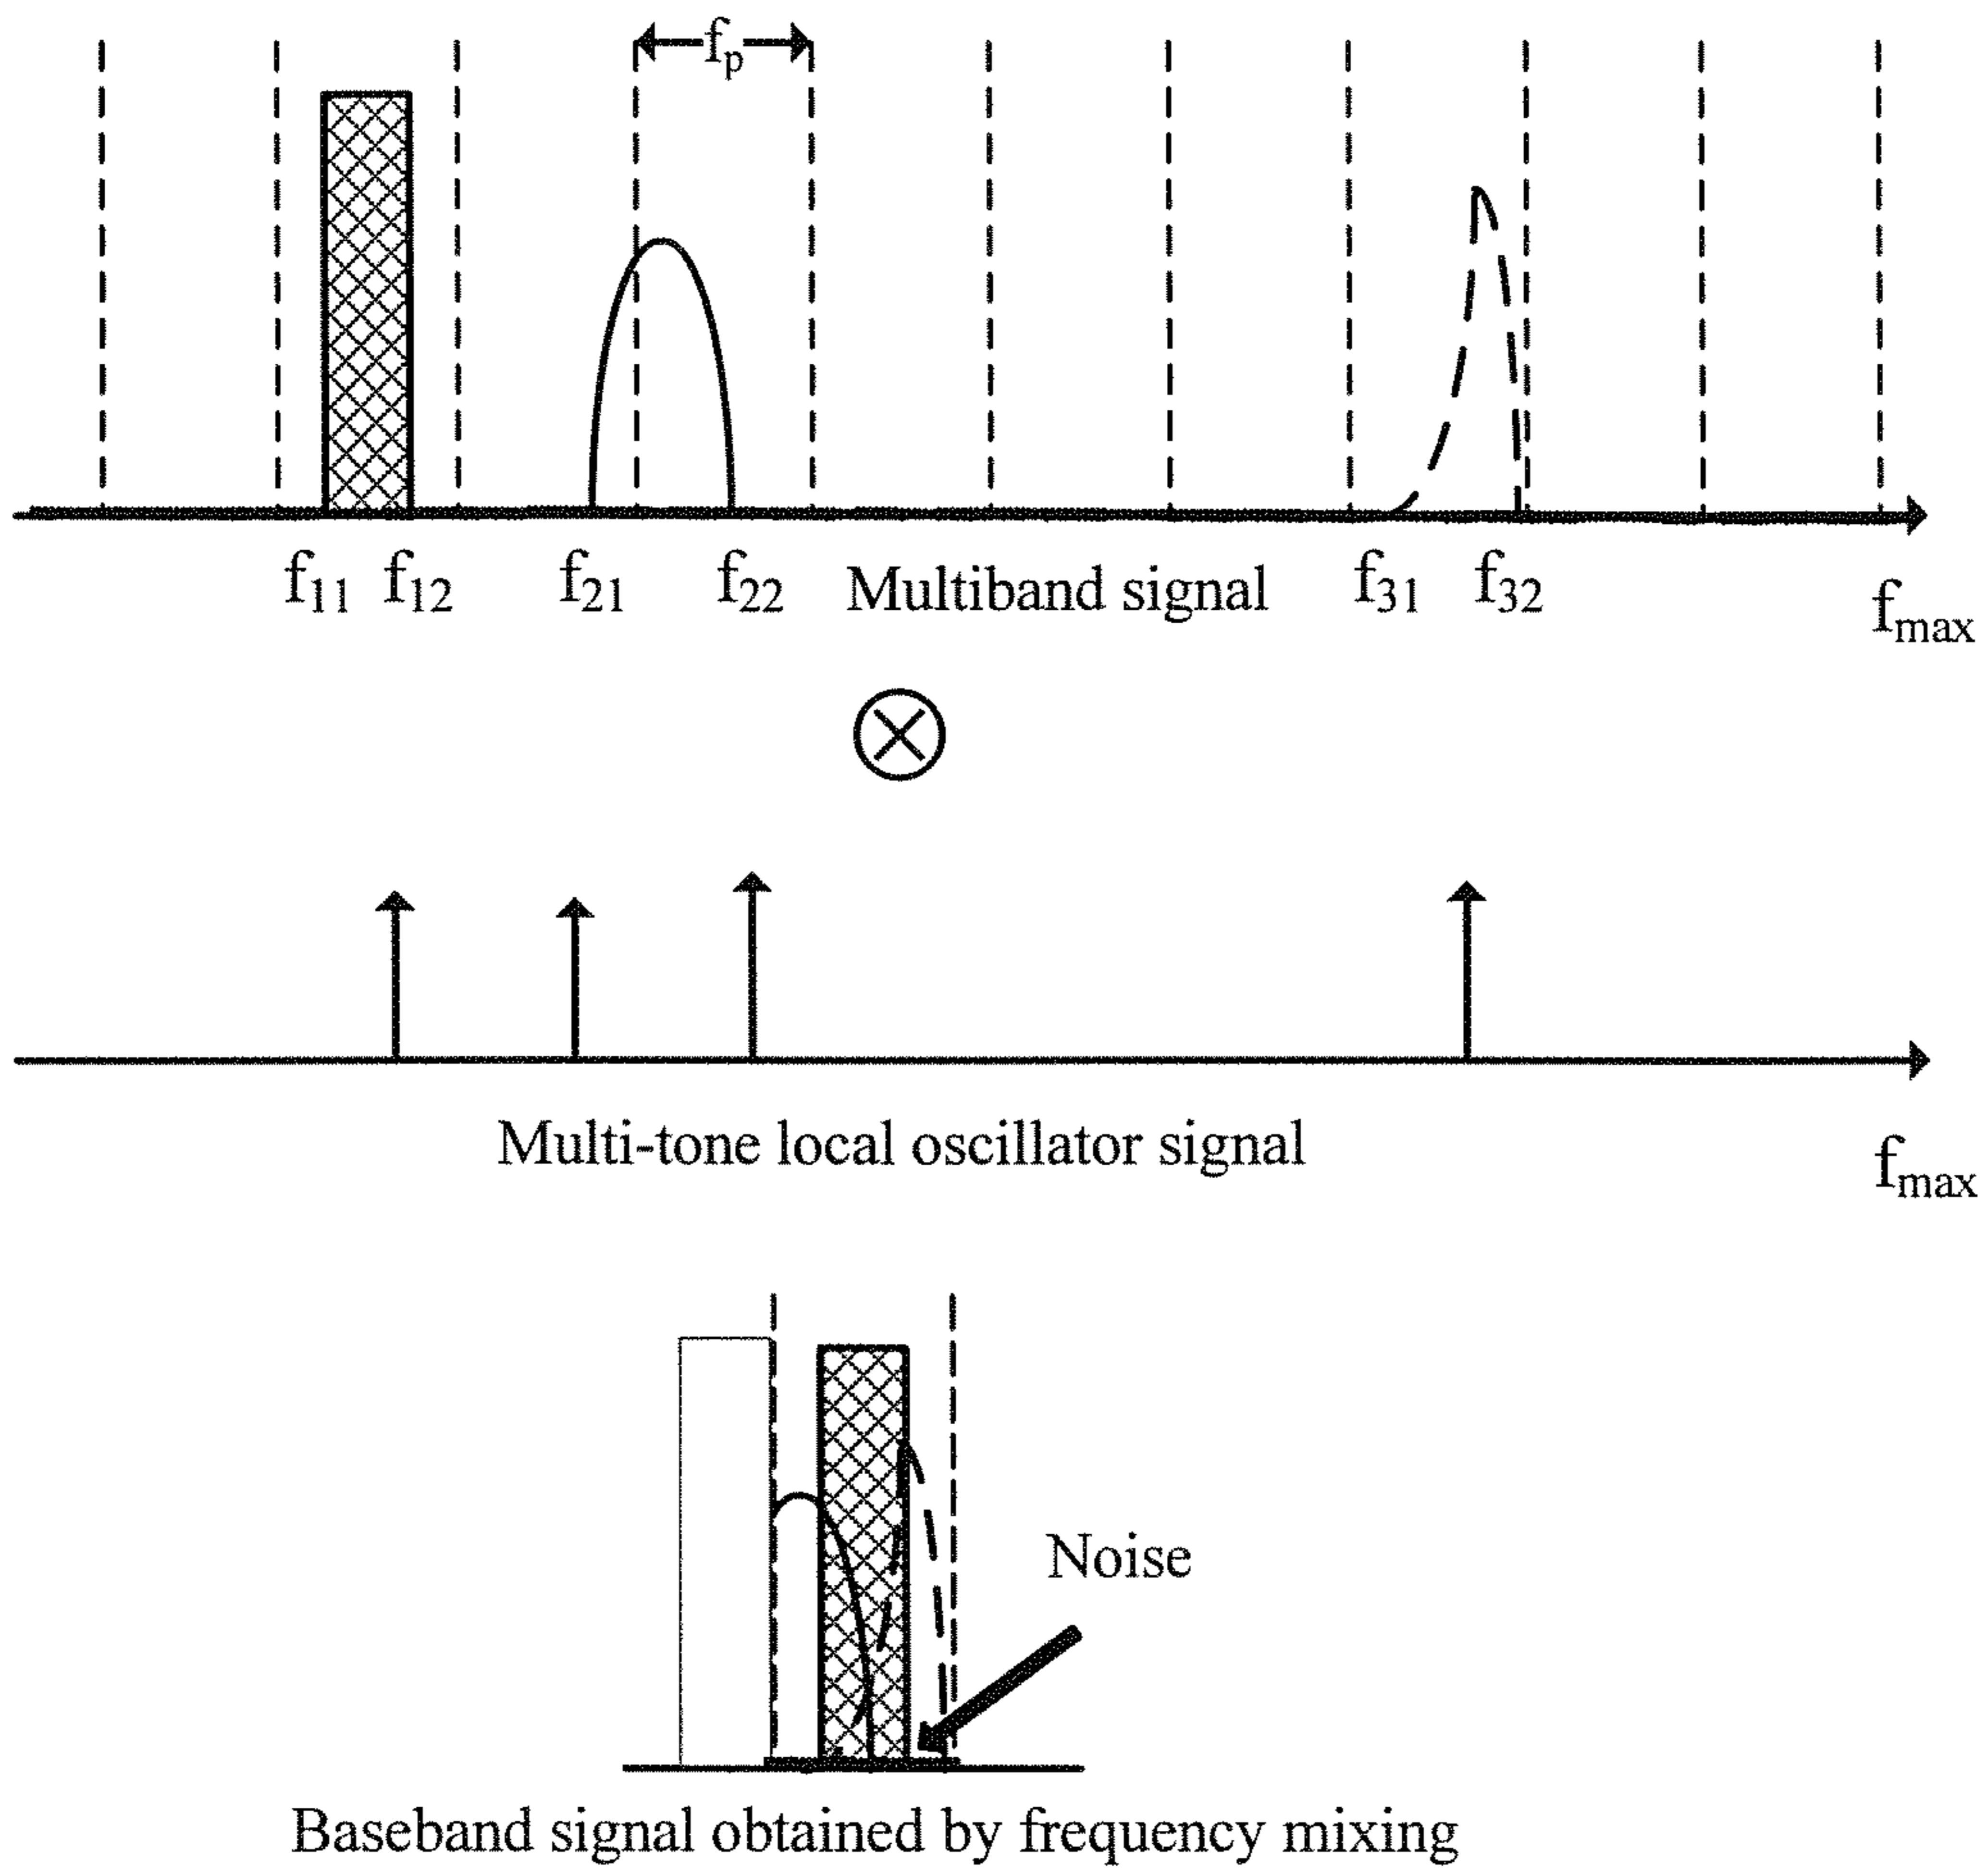 fp
f11 f12 f21 f22 Multiband signal f31 f32 fmax
Multi-tone local oscillator signal fmax
Noise
Baseband signal obtained by frequency mixing